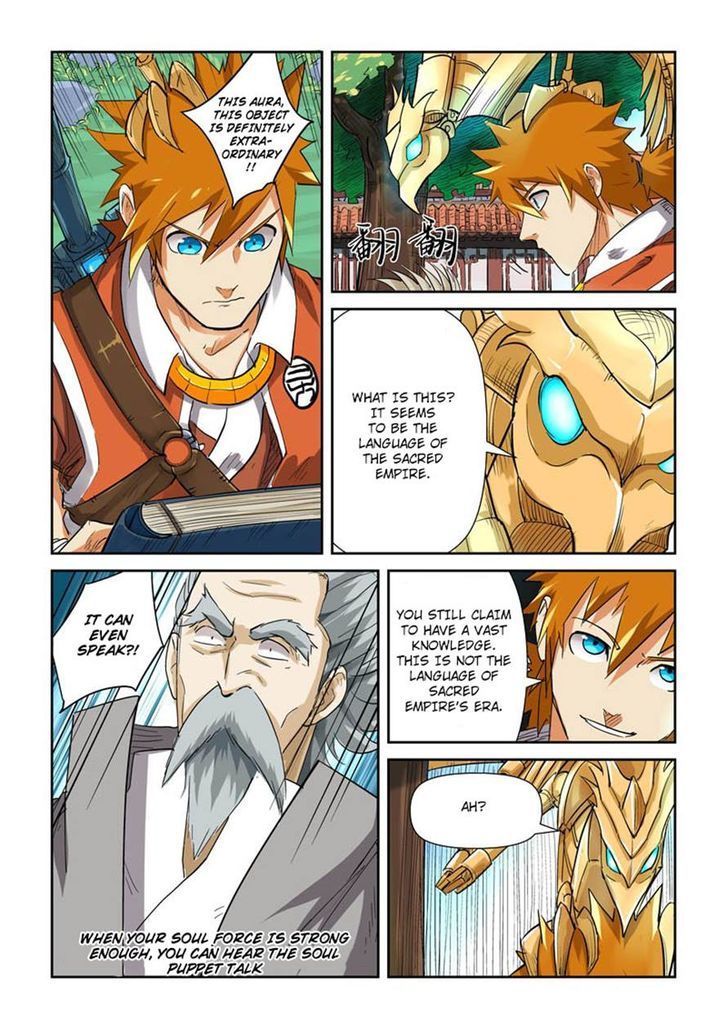 THIS AURA,
THIS OBJECT
IS DEFINITELY
EXTRA-
ORDINARY
!!
翻 翻
WHAT IS THIS?
IT SEEMS
TO BE THE
LANGUAGE OF
THE SACRED
EMPIRE.
IT CAN
EVEN
SPEAK?!
WHEN YOUR SOUL FORCE IS STRONG
ENOUGH, YOU CAN HEAR THE SOUL
PUPPET TALK
YOU STILL CLAIM
TO HAVE A VAST
KNOWLEDGE.
THIS IS NOT THE
LANGUAGE OF
SACRED
EMPIRE'S ERA.
AH?